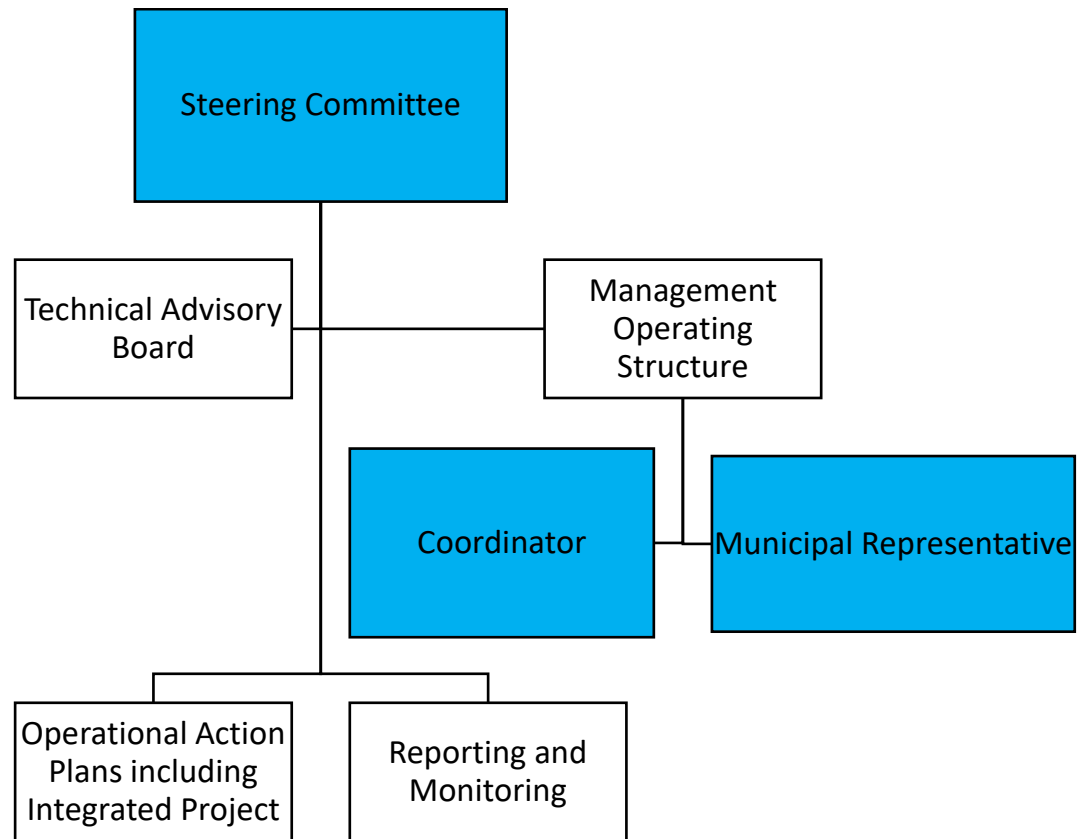 Steering Committee
Technical Advisory
Board
Management
Operating
Structure
Coordinator
Municipal Representative
Operational Action
Plans including
Integrated Project
Reporting and
Monitoring